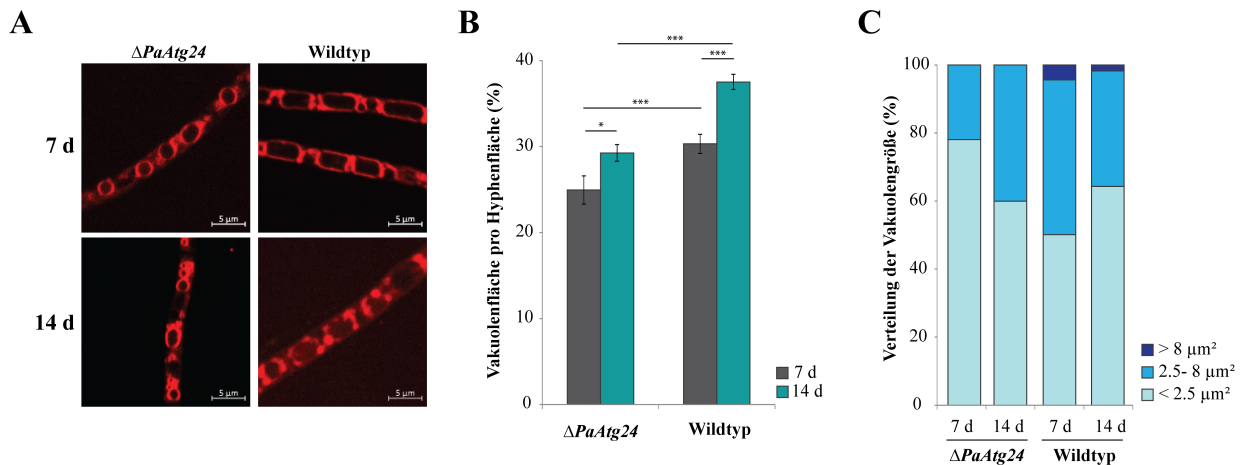 A
ΔPaAtg24
Wildtyp
7 d
5 µm
5 µm
14 d
5 µm
5 µm
B
Vakuolenfläche pro Hyphenfläche (%)
40
30
20
10
0
***
***
***
*
7 d
14 d
ΔPaAtg24
Wildtyp
C
Verteilung der Vakuolengröße (%)
100
80
60
40
20
0
> 8 µm²
2.5- 8 µm²
< 2.5 µm²
7 d 14 d 7 d 14 d
ΔPaAtg24 Wildtyp